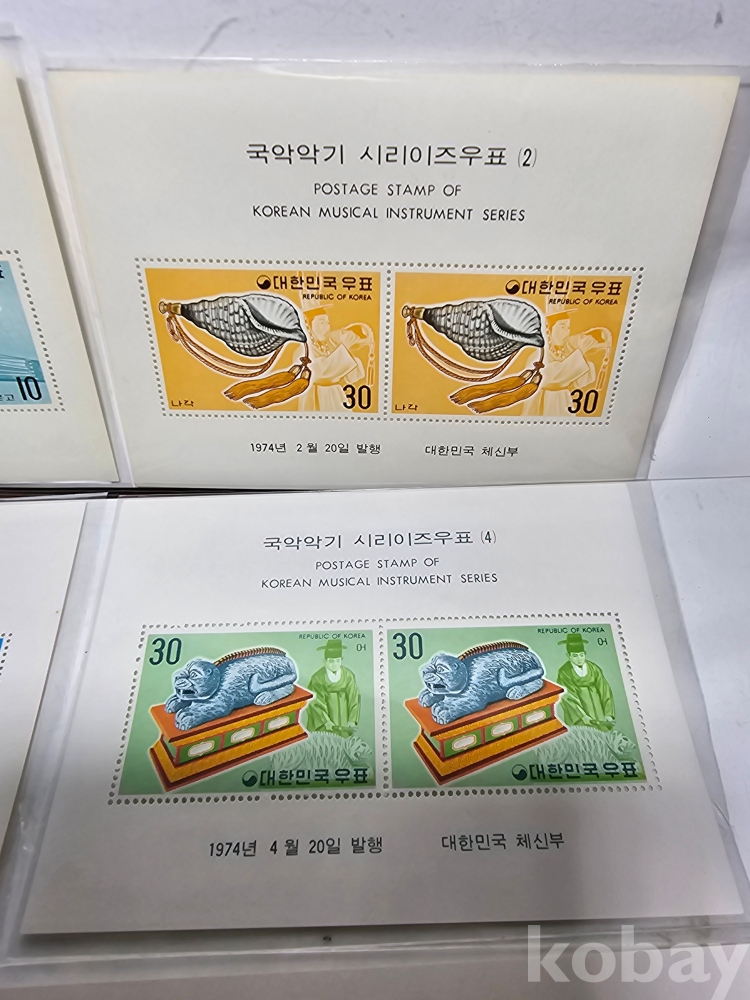 국악악기 시리이즈우표 (2)
POSTAGE STAMP OF
KOREAN MUSICAL INSTRUMENT SERIES
대한민국우표
REPUBLIC OF KOREA
나각
30
대한민국우표
REPUBLIC OF KOREA
나각
30
1974년 2월 20일 발행 대한민국 체신부
10
고
국악악기 시리이즈우표 (4)
POSTAGE STAMP OF
KOREAN MUSICAL INSTRUMENT SERIES
30
REPUBLIC OF KOREA
어
대한민국우표
30
REPUBLIC OF KOREA
어
대한민국우표
1974년 4월 20일 발행 대한민국 체신부
kobay